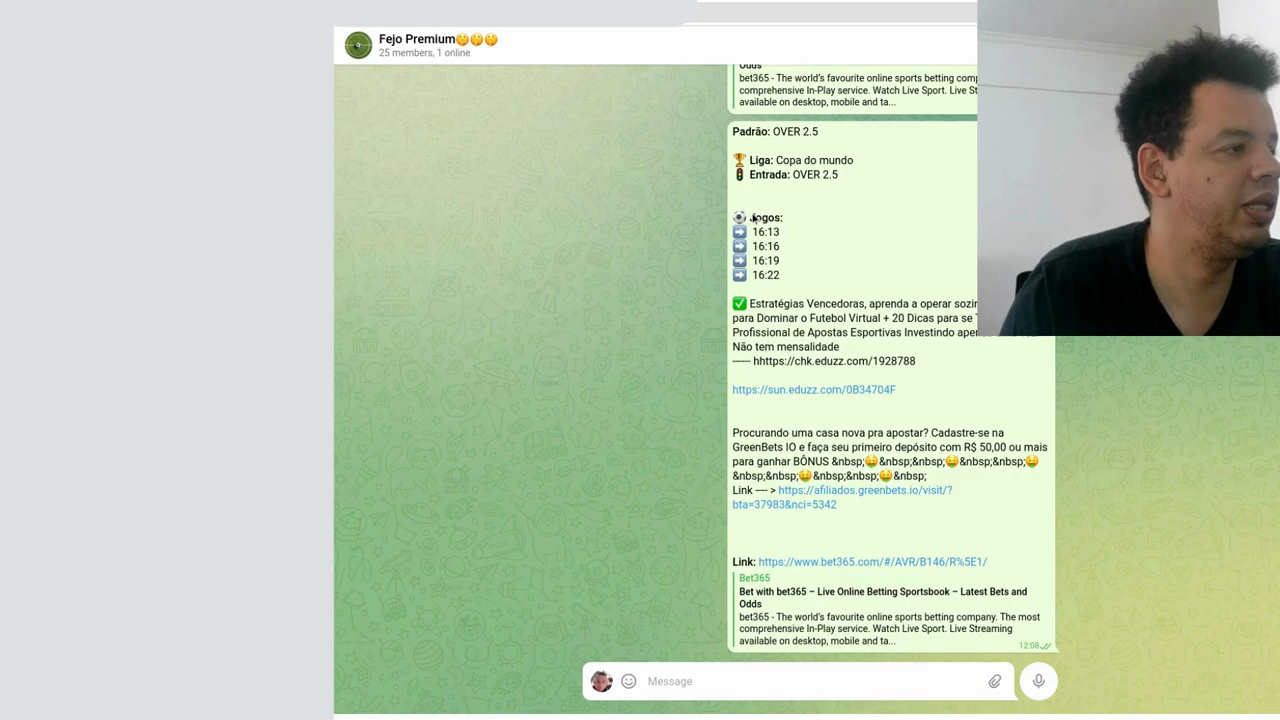 Fejo Premium🤫🤫🤫
25 members, 1 online
Odds
bet365 - The world's favourite online sports betting
comprehensive In-Play service. Watch Live Sport. Live
available on desktop, mobile and ta...
Padrão: OVER 2.5
🏆 Liga: Copa do mundo
🚦 Entrada: OVER 2.5
⚽ Jogos:
➡️ 16:13
➡️ 16:16
➡️ 16:19
➡️ 16:22
✅ Estratégias Vencedoras, aprenda a operar
para Dominar o Futebol Virtual + 20 Dicas para se
Profissional de Apostas Esportivas Investindo
Não tem mensalidade
------ hhttps://chk.eduzz.com/1928788
https://sun.eduzz.com/0B34704F
Procurando uma casa nova pra apostar? Cadastre-se na
GreenBets IO e faça seu primeiro depósito com R$ 50,00 ou mais
para ganhar BÔNUS &nbsp;🤑&nbsp;&nbsp;🤑&nbsp;&nbsp;🤑
&nbsp;&nbsp;🤑&nbsp;&nbsp;🤑&nbsp;
Link ---- > https://afiliados.greenbets.io/visit/?
bta=37983&nci=5342
Link: https://www.bet365.com/#/AVR/B146/R%5E1/
Bet365
Bet with bet365 – Live Online Betting Sportsbook – Latest Bets and
Odds
bet365 - The world's favourite online sports betting company. The most
comprehensive In-Play service. Watch Live Sport. Live Streaming
available on desktop, mobile and ta...
12:08
Message